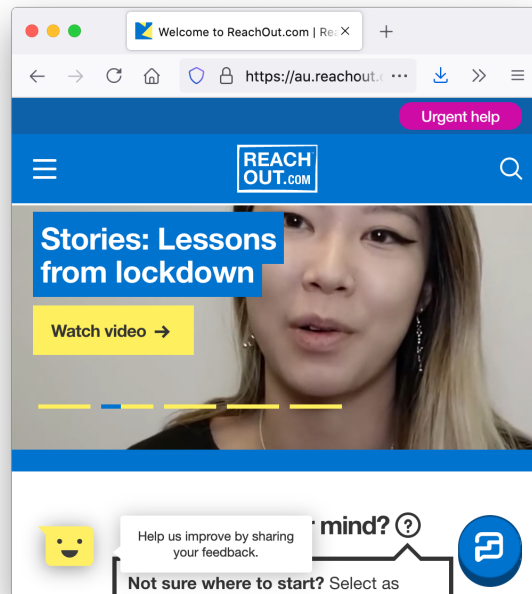 Welcome to ReachOut.com | Rea
https://au.reachout.c
Urgent help
REACH
OUT.COM
Stories: Lessons
from lockdown
Watch video →
mind? ?
Help us improve by sharing
your feedback.
Not sure where to start? Select as